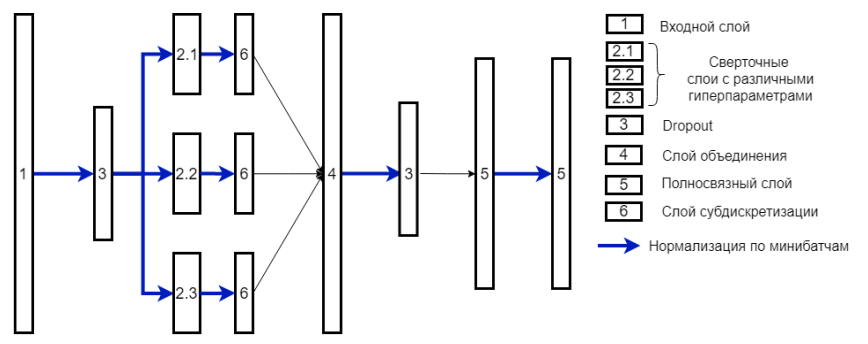 1
3
2.1
6
2.2
6
2.3
6
4
3
5
5
1 Входной слой
2.1
2.2
2.3
Сверточные
слои с различными
гиперпараметрами
3 Dropout
4 Слой объединения
5 Полносвязный слой
6 Слой субдискретизации
Нормализация по минибатчам